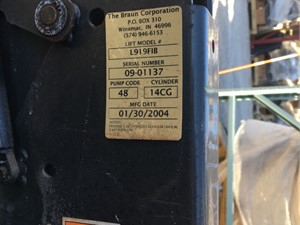 The Braun Corporation
P.O. BOX 310
Winamac, IN 46996
(574) 946-6153
LIFT MODEL #
L919FIB
SERIAL NUMBER
09-01137
PUMP CODE CYLINDER
48 14CG
MFG DATE
01/30/2004